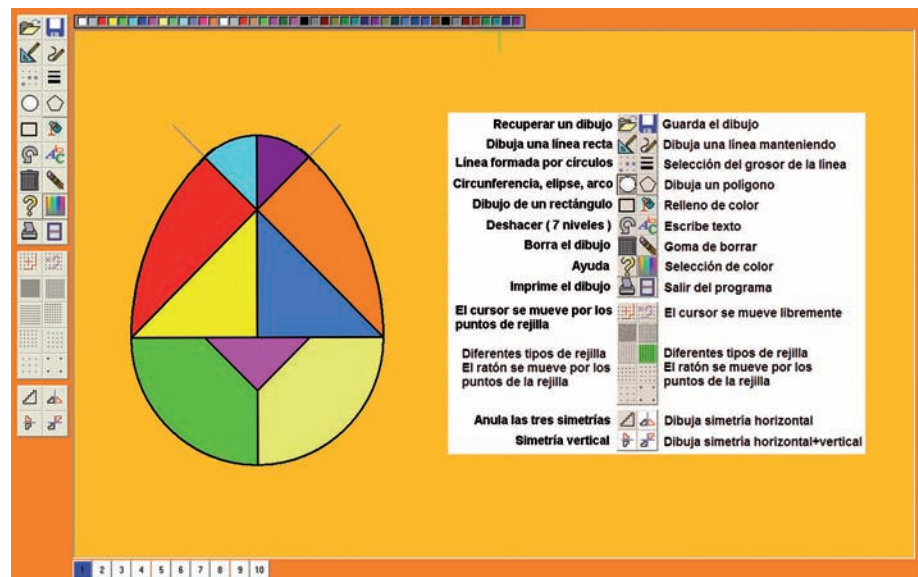 Recuperar un dibujo Guarda el dibujo
Dibuja una línea recta Dibuja una línea manteniendo
Línea formada por círculos Selección del grosor de la línea
Circunferencia, elipse, arco Dibuja un polígono
Dibujo de un rectángulo Relleno de color
Deshacer ( 7 niveles ) Escribe texto
Borra el dibujo Goma de borrar
Ayuda Selección de color
Imprime el dibujo Salir del programa
El cursor se mueve por los puntos de rejilla El cursor se mueve libremente
Diferentes tipos de rejilla Diferentes tipos de rejilla
El ratón se mueve por los El ratón se mueve por los
puntos de la rejilla puntos de la rejilla
Anula las tres simetrías Dibuja simetría horizontal
Simetría vertical Dibuja simetría horizontal+vertical
1 2 3 4 5 6 7 8 9 10